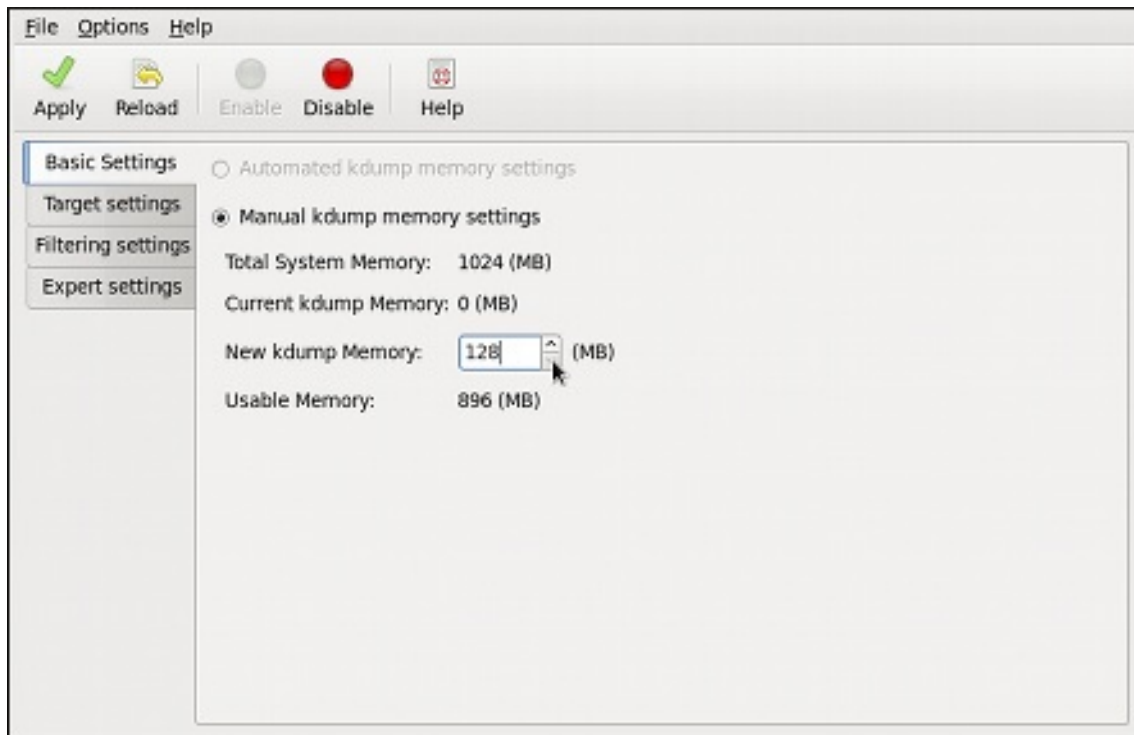 File Options Help
Apply Reload Enable Disable Help
Basic Settings
Target settings
Filtering settings
Expert settings
Automated kdump memory settings
Manual kdump memory settings
Total System Memory: 1024 (MB)
Current kdump Memory: 0 (MB)
New kdump Memory: 128 (MB)
Usable Memory: 896 (MB)